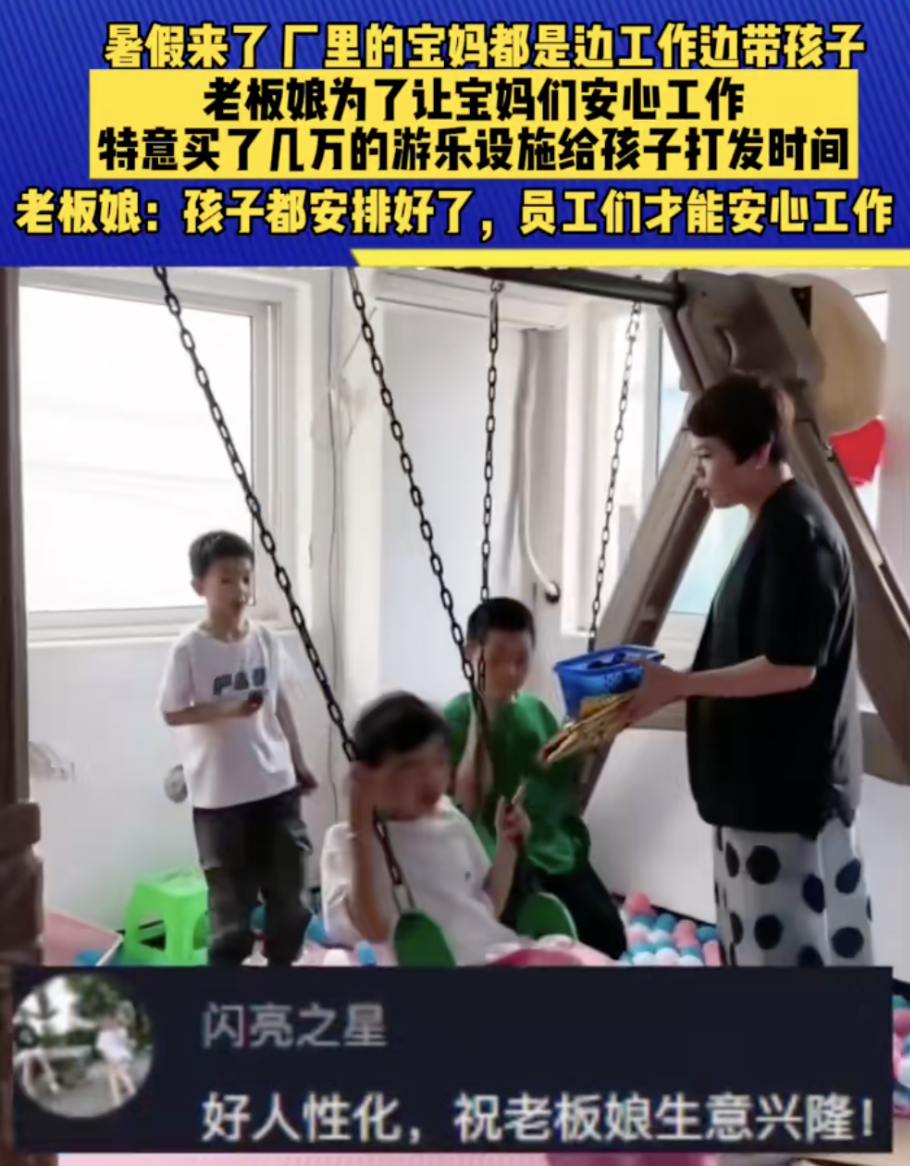 暑假来了 厂里的宝妈都是边工作边带孩子
老板娘为了让宝妈们安心工作
特意买了几万的游乐设施给孩子打发时间
老板娘：孩子都安排好了，员工们才能安心工作
闪亮之星
好人性化，祝老板娘生意兴隆！